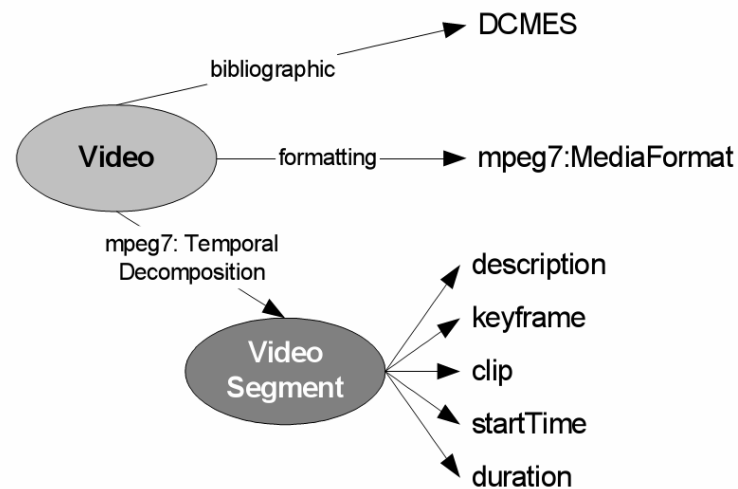 DCMES
bibliographic
Video
formatting
mpeg7:MediaFormat
mpeg7: Temporal
Decomposition
description
keyframe
Video
Segment
clip
startTime
duration